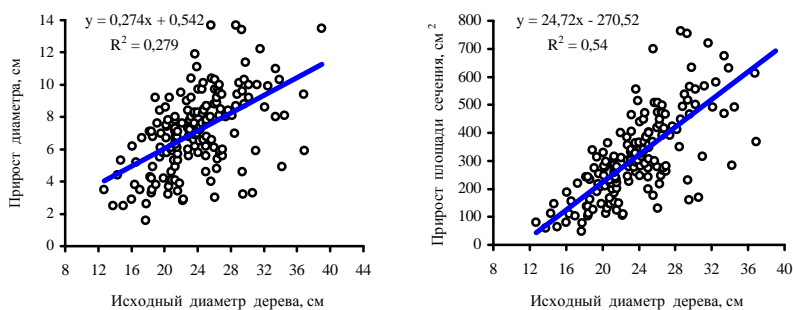 y = 0,274x + 0,542
R² = 0,279
Прирост диаметра, см
14
12
10
8
6
4
2
0
8 12 16 20 24 28 32 36 40 44
Исходный диаметр дерева, см
y = 24,72x - 270,52
R² = 0,54
Прирост площади сечения, см²
800
700
600
500
400
300
200
100
0
8 12 16 20 24 28 32 36 40
Исходный диаметр дерева, см